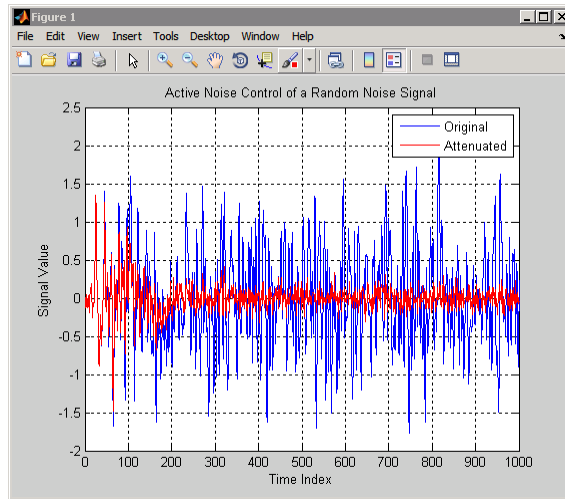 Figure 1
File Edit View Insert Tools Desktop Window Help
Active Noise Control of a Random Noise Signal
Original
Attenuated
Signal Value
2.5
2
1.5
1
0.5
0
-0.5
-1
-1.5
-2
0 100 200 300 400 500 600 700 800 900 1000
Time Index